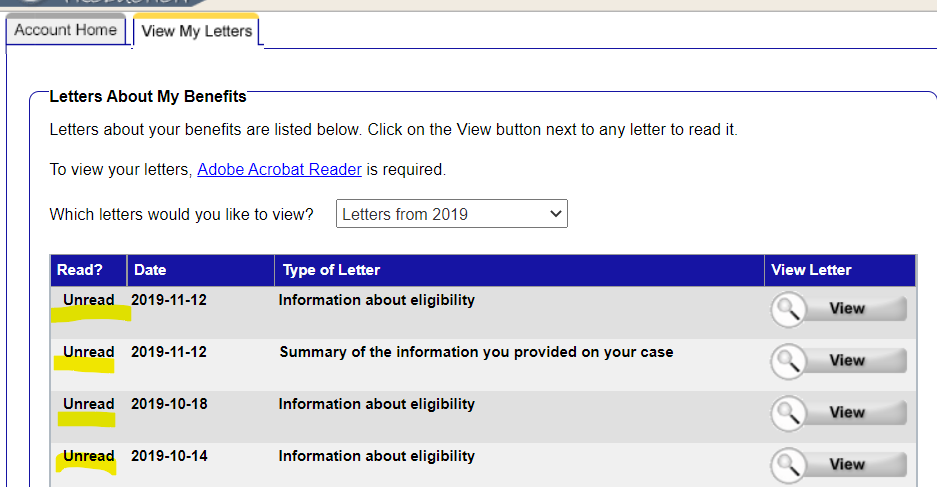 Account Home
View My Letters
Letters About My Benefits
Letters about your benefits are listed below. Click on the View button next to any letter to read it.
To view your letters, Adobe Acrobat Reader is required.
Which letters would you like to view? Letters from 2019
Read? Date Type of Letter View Letter
Unread 2019-11-12 Information about eligibility View
Unread 2019-11-12 Summary of the information you provided on your case View
Unread 2019-10-18 Information about eligibility View
Unread 2019-10-14 Information about eligibility View